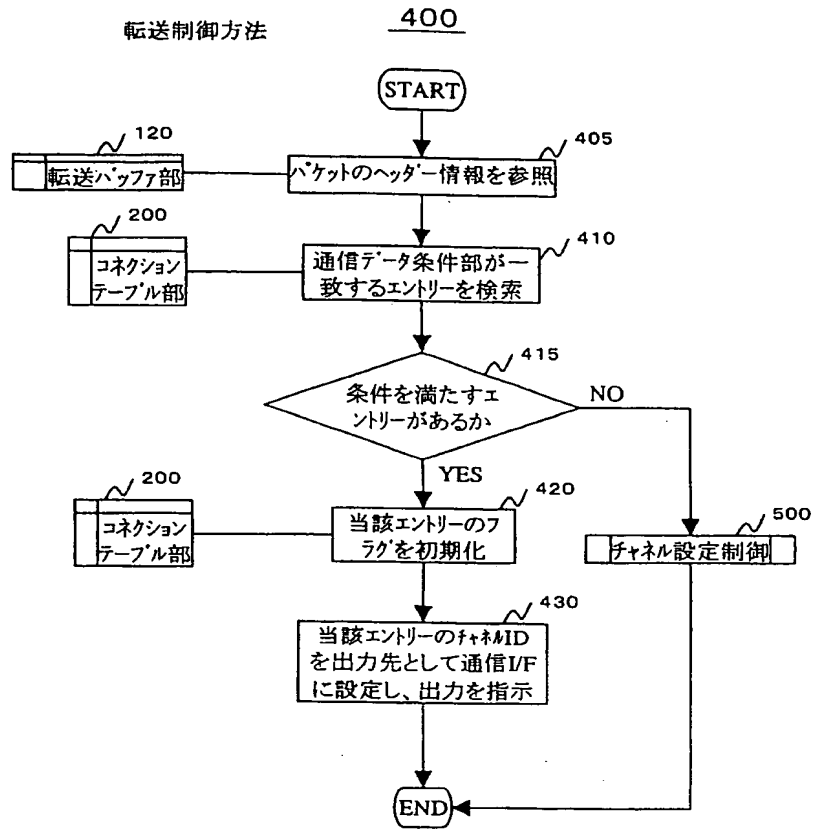 転送制御方法
400
START
120
転送バッファ部
405
パケットのヘッダー情報を参照
200
コネクション
テーブル部
410
通信データ条件部が一
致するエントリーを検索
415
条件を満たすエ
ントリーがあるか
NO
YES
200
コネクション
テーブル部
420
当該エントリーのフ
ラグを初期化
500
チャネル設定制御
430
当該エントリーのチャネルID
を出力先として通信I/F
に設定し、出力を指示
END